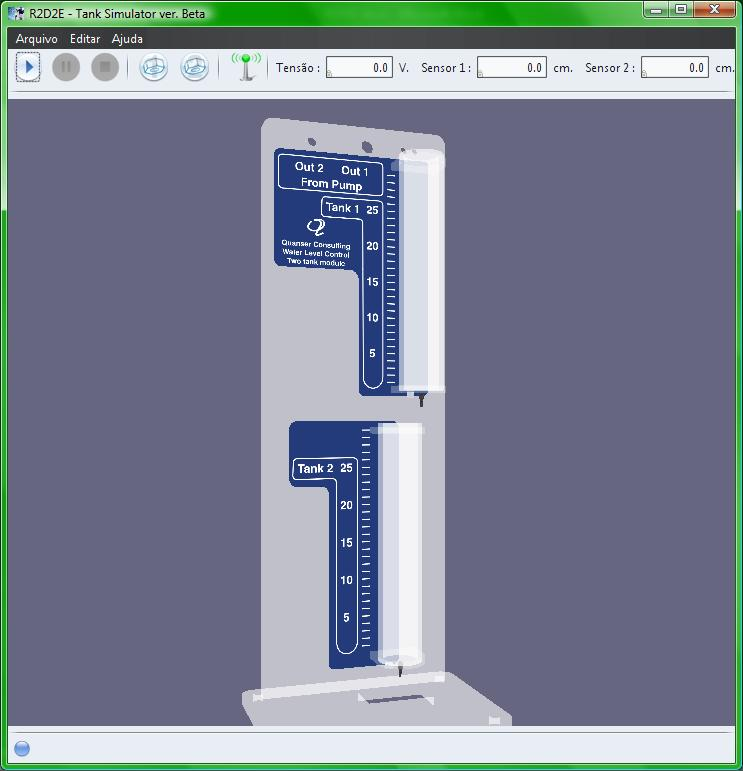 R2D2E - Tank Simulator ver. Beta
Arquivo Editar Ajuda
Tensão : 0.0 V. Sensor 1 : 0.0 cm. Sensor 2 : 0.0 cm.
Out 2 Out 1
From Pump
Tank 1 25
Quanser Consulting
Water Level Control
Two tank module
20
15
10
5
Tank 2 25
20
15
10
5